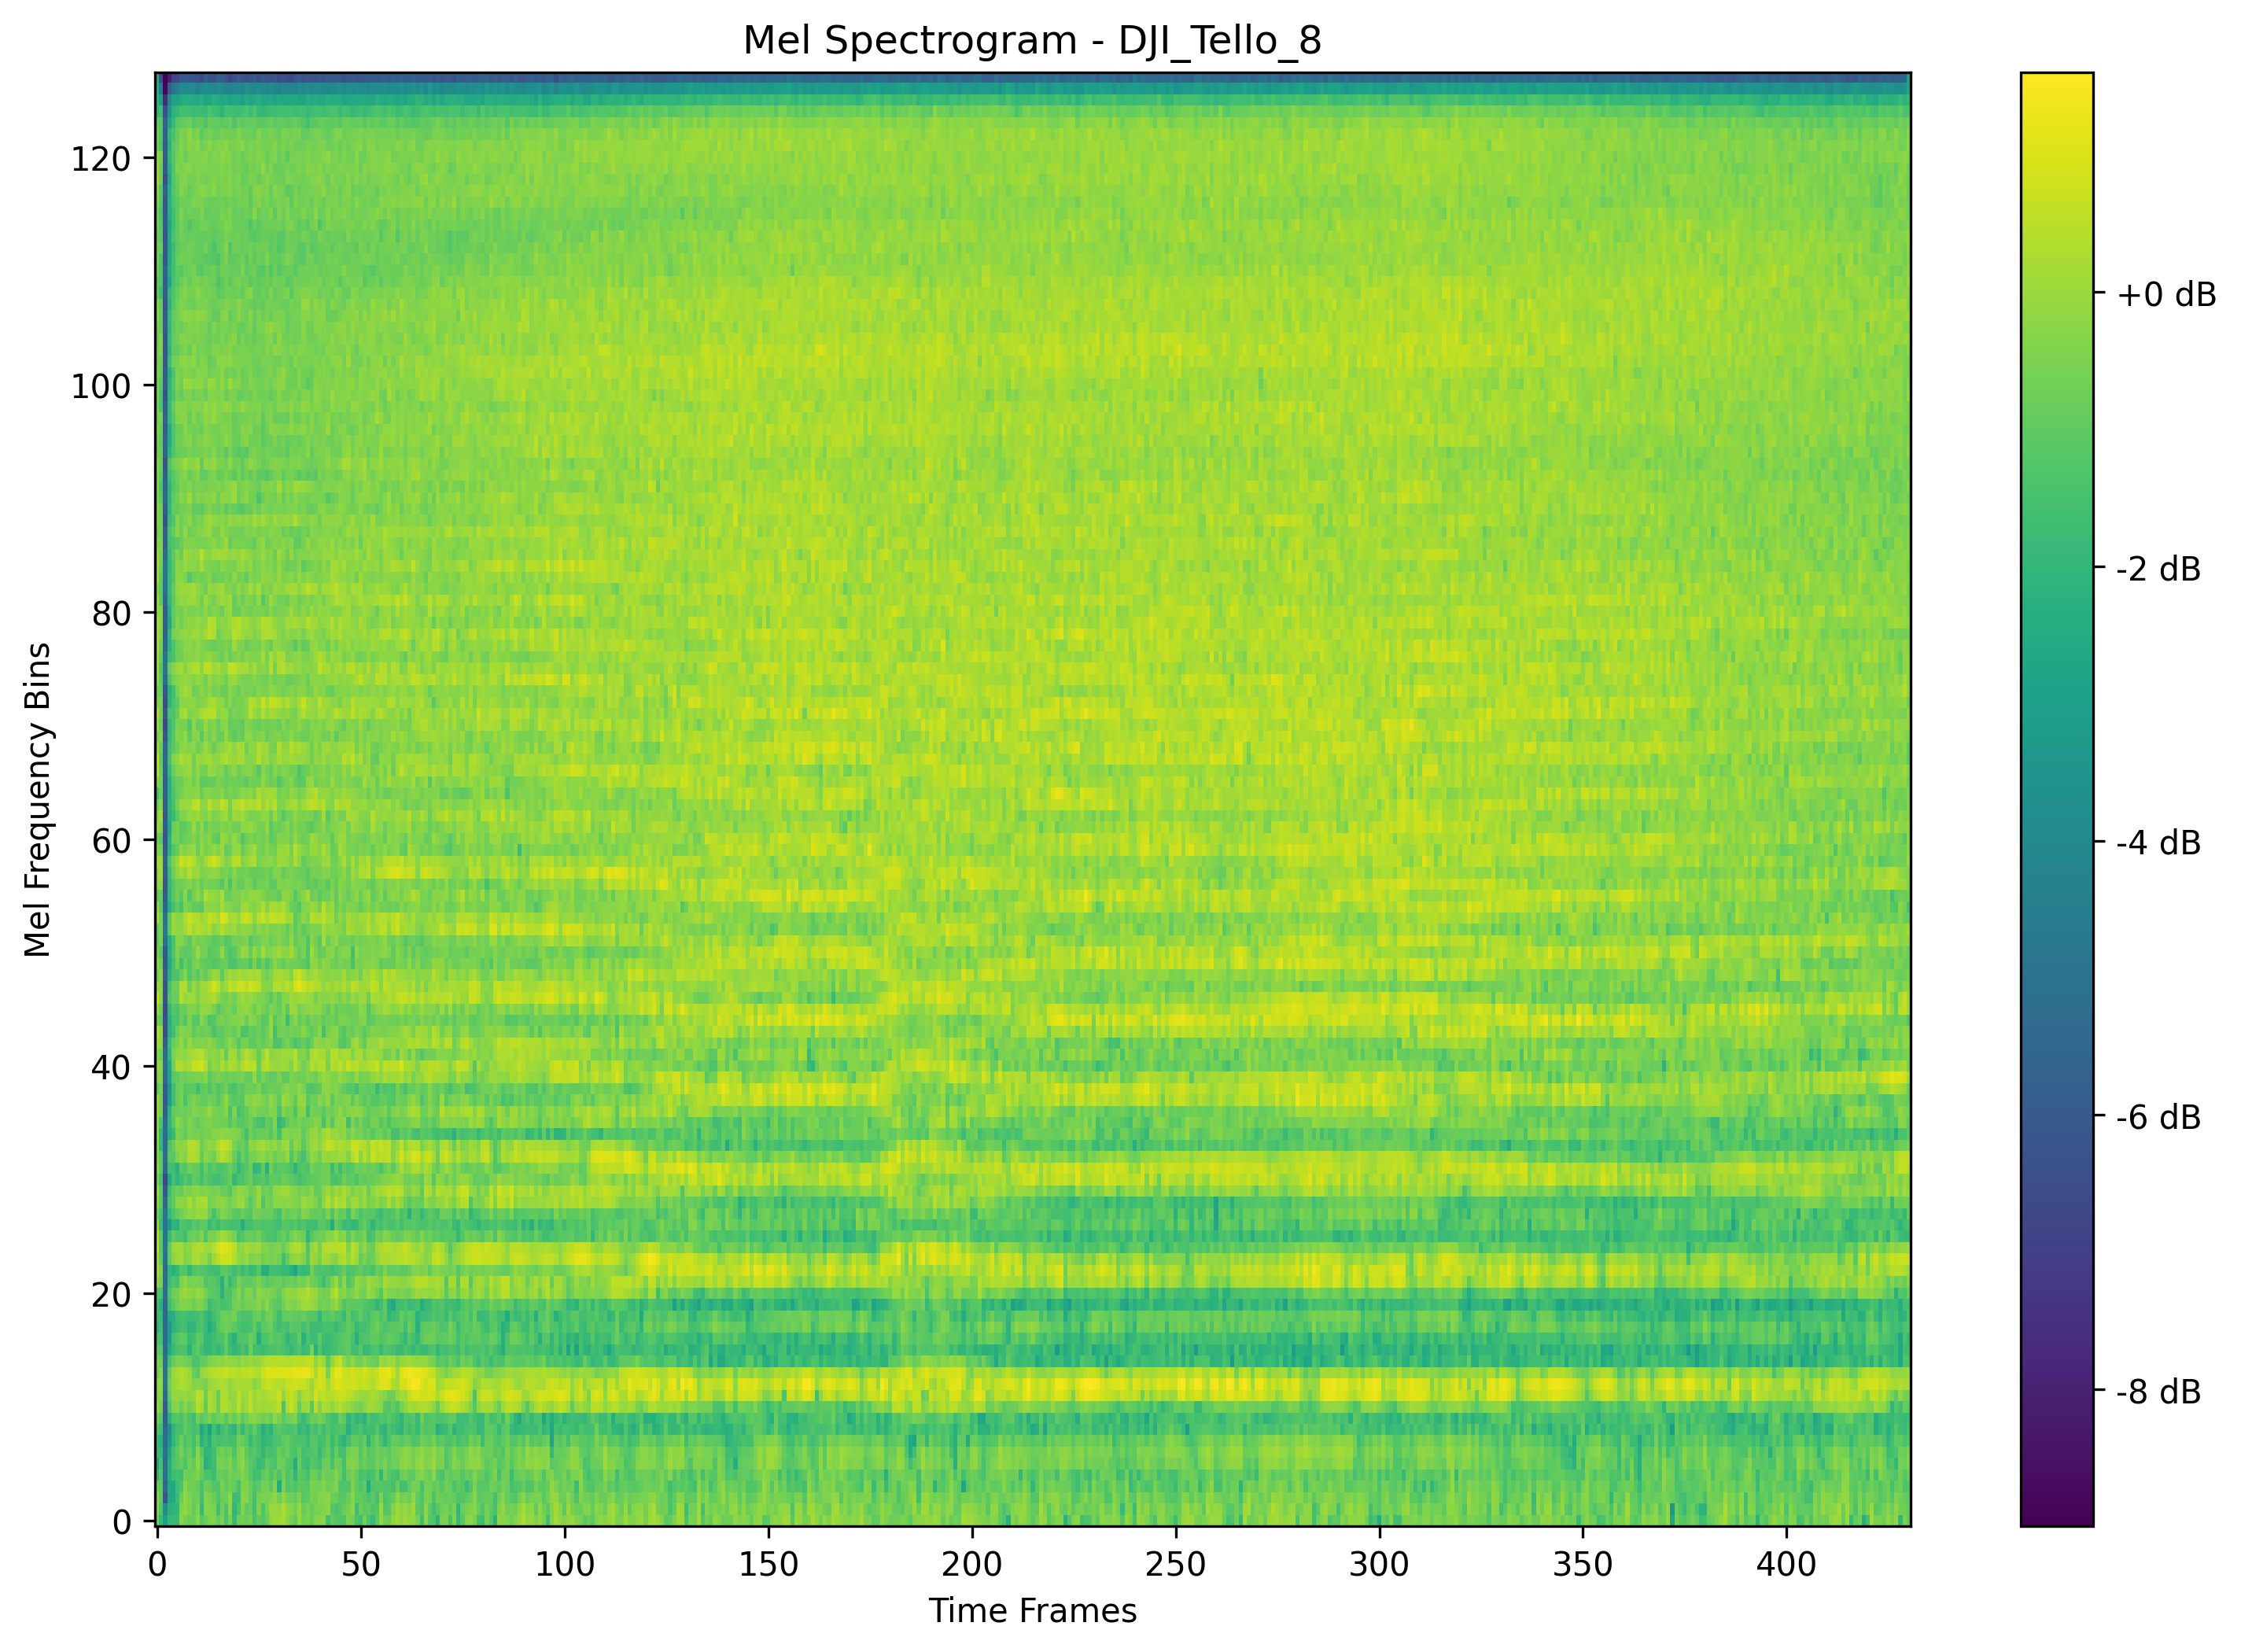 Mel Spectrogram - DJI_Tello_8
Mel Frequency Bins
120
100
80
60
40
20
0
0 50 100 150 200 250 300 350 400
Time Frames
+0 dB
-2 dB
-4 dB
-6 dB
-8 dB